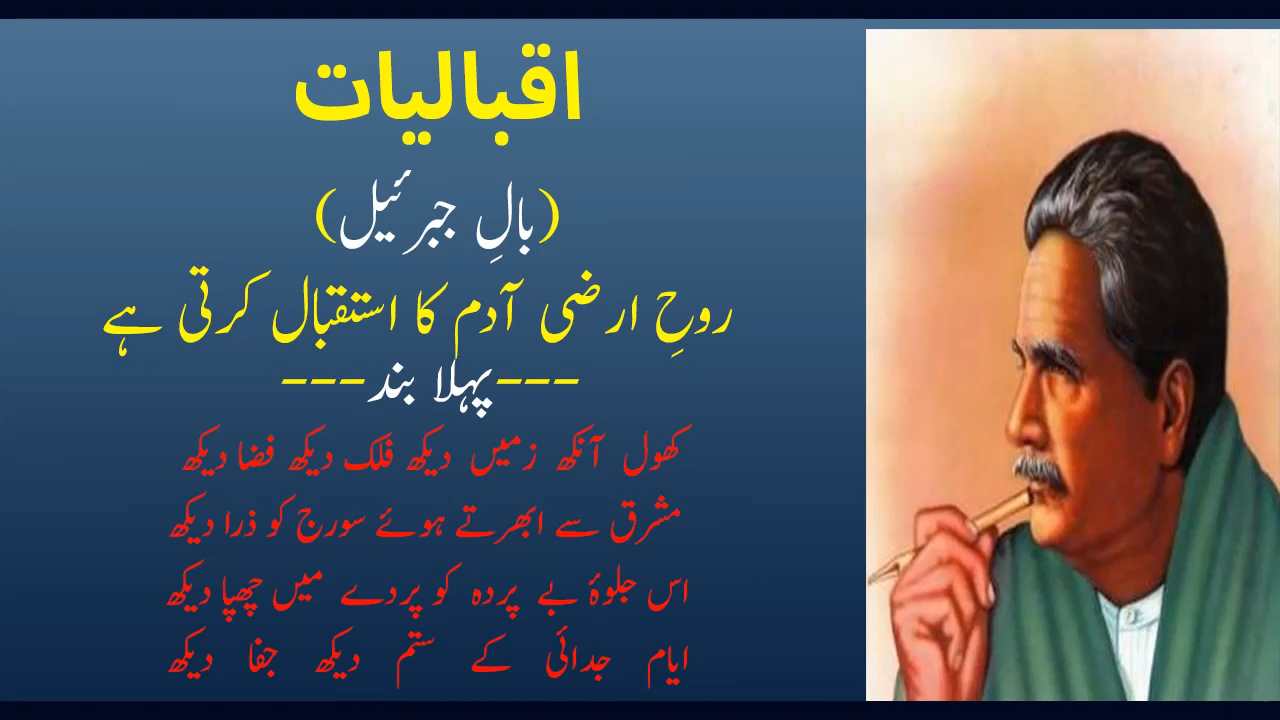 اقبالیات
(بالِ جبرئیل)
روحِ ارضی آدم کا استقبال کرتی ہے
---پہلا بند---
کھول آنکھ زمیں دیکھ فلک دیکھ فضا دیکھ
مشرق سے ابھرتے ہوئے سورج کو ذرا دیکھ
اس جلوۂ بے پردہ کو پردے میں چھپا دیکھ
ایام جدائی کے ستم دیکھ جفا دیکھ